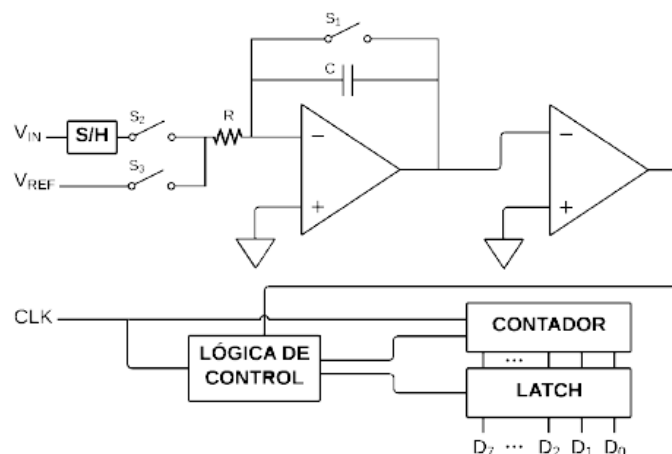 S1
C
S2
R
VIN
S/H
S3
VREF
CLK
CONTADOR
LÓGICA DE
CONTROL
...
LATCH
D7 ... D2 D1 D0